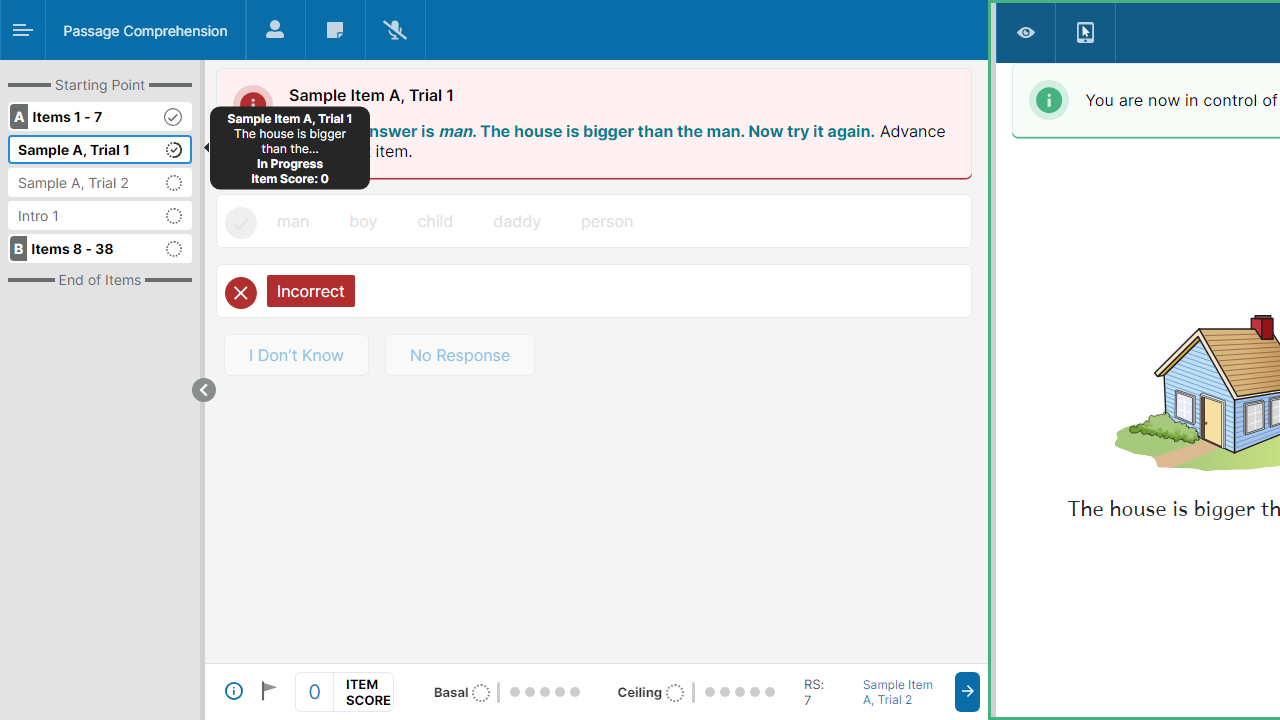 Passage Comprehension
Starting Point
A Items 1 - 7
Sample A, Trial 1
Sample A, Trial 2
Intro 1
B Items 8 - 38
End of Items
Sample Item A, Trial 1
The house is bigger
than the...
In Progress
Item Score: 0
Sample Item A, Trial 1
nswer is man. The house is bigger than the man. Now try it again. Advance
item.
man boy child daddy person
Incorrect
I Don’t Know No Response
0 ITEM
SCORE
Basal
Ceiling
RS:
7
Sample Item
A, Trial 2
You are now in control of
The house is bigger th